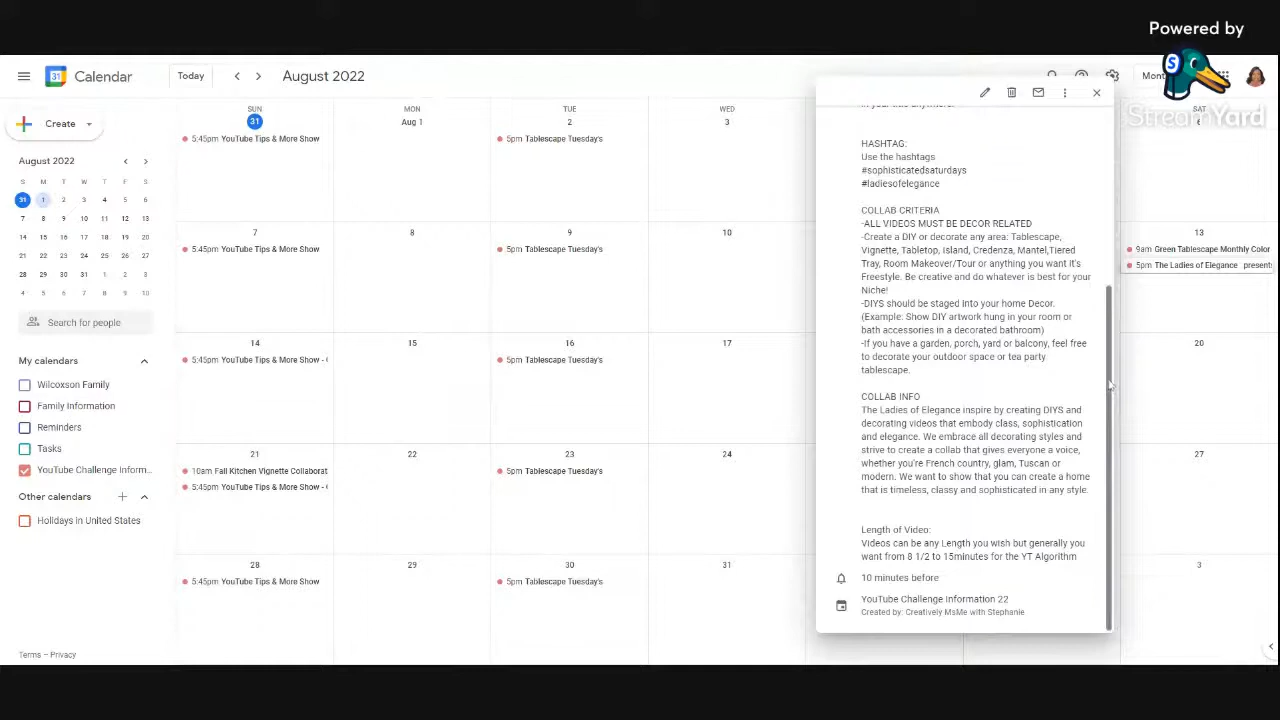 Powered by
StreamYard
31
Calendar
Today
August 2022
Create
August 2022
S M T W T F S
31 1 2 3 4 5 6
7 8 9 10 11 12 13
14 15 16 17 18 19 20
21 22 23 24 25 26 27
28 29 30 31 1 2 3
4 5 6 7 8 9 10
Search for people
My calendars
Wilcoxson Family
Family Information
Reminders
Tasks
YouTube Challenge Inform...
Other calendars
Holidays in United States
Terms – Privacy
SUN MON TUE WED SAT
31 Aug 1 2 3
5:45pm YouTube Tips & More Show
5pm Tablescape Tuesday's
7 8 9 10 13
5:45pm YouTube Tips & More Show
5pm Tablescape Tuesday's
9am Green Tablescape Monthly Color
5pm The Ladies of Elegance presents
14 15 16 17 20
5:45pm YouTube Tips & More Show -
5pm Tablescape Tuesday's
21 22 23 24 27
10am Fall Kitchen Vignette Collaborat
5pm Tablescape Tuesday's
5:45pm YouTube Tips & More Show -
28 29 30 31 3
5:45pm YouTube Tips & More Show
5pm Tablescape Tuesday's
HASHTAG:
Use the hashtags
#sophisticatedsaturdays
#ladiesofelegance
COLLAB CRITERIA
-ALL VIDEOS MUST BE DECOR RELATED
-Create a DIY or decorate any area: Tablescape,
Vignette, Tabletop, Island, Credenza, Mantel,Tiered
Tray, Room Makeover/Tour or anything you want it's
Freestyle. Be creative and do whatever is best for your
Niche!
-DIYS should be staged into your home Decor.
(Example: Show DIY artwork hung in your room or
bath accessories in a decorated bathroom)
-If you have a garden, porch, yard or balcony, feel free
to decorate your outdoor space or tea party
tablescape.
COLLAB INFO
The Ladies of Elegance inspire by creating DIYS and
decorating videos that embody class, sophistication
and elegance. We embrace all decorating styles and
strive to create a collab that gives everyone a voice,
whether you're French country, glam, Tuscan or
modern. We want to show that you can create a home
that is timeless, classy and sophisticated in any style.
Length of Video:
Videos can be any Length you wish but generally you
want from 8 1/2 to 15minutes for the YT Algorithm
10 minutes before
YouTube Challenge Information 22
Created by: Creatively MsMe with Stephanie